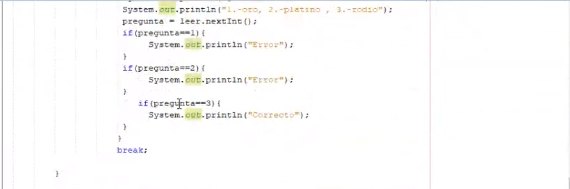 System.out.println("1.-oro, 2.-platino , 3.-rodio");
pregunta = leer.nextInt();
if(pregunta==1){
System.out.println("Error");
}
if(pregunta==2){
System.out.println("Error");
}
if(pregunta==3){
System.out.println("Correcto");
}
}
break;
}